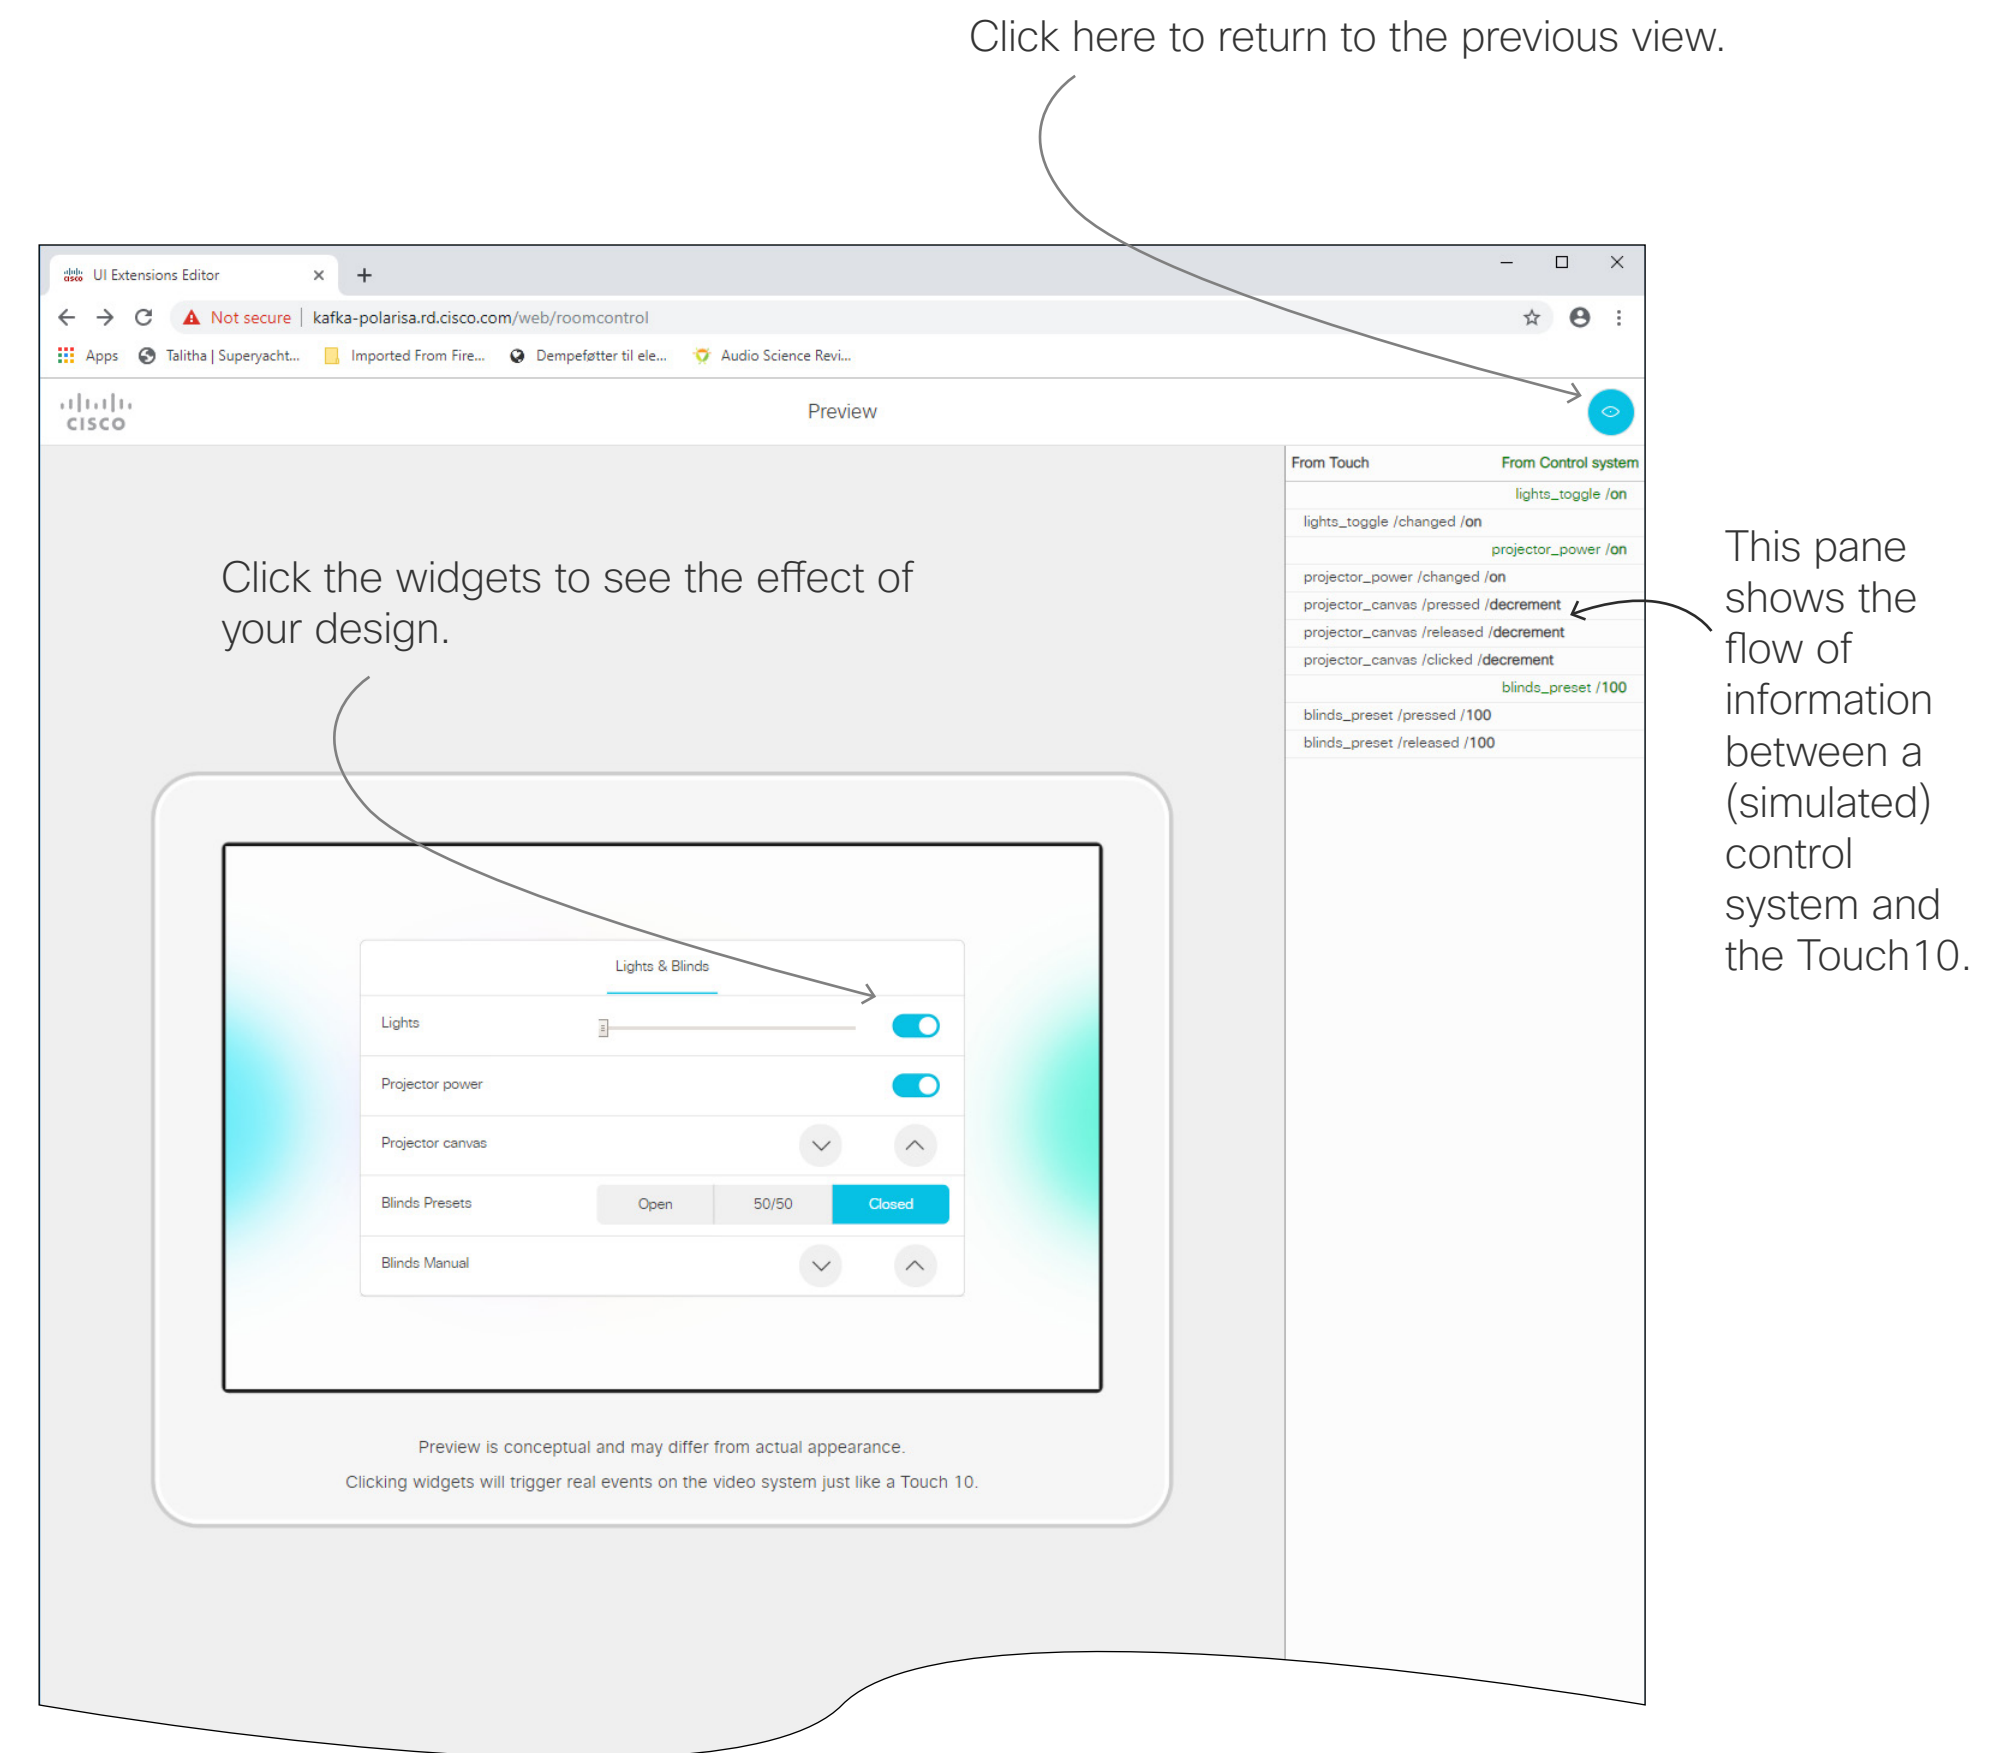 Click here to return to the previous view.
UI Extensions Editor
Not secure | kafka-polarisa.rd.cisco.com/web/roomcontrol
Apps Talitha | Superyacht... Imported From Fire... Dempeføtter til ele... Audio Science Revi...
CISCO
Preview
From Touch From Control system
lights_toggle /on
lights_toggle /changed /on
projector_power /on
projector_power /changed /on
projector_canvas /pressed /decrement
projector_canvas /released /decrement
projector_canvas /clicked /decrement
blinds_preset /100
blinds_preset /pressed /100
blinds_preset /released /100
This pane
shows the
flow of
information
between a
(simulated)
control
system and
the Touch10.
Click the widgets to see the effect of
your design.
Lights & Blinds
Lights
Projector power
Projector canvas
Blinds Presets Open 50/50 Closed
Blinds Manual
Preview is conceptual and may differ from actual appearance.
Clicking widgets will trigger real events on the video system just like a Touch 10.